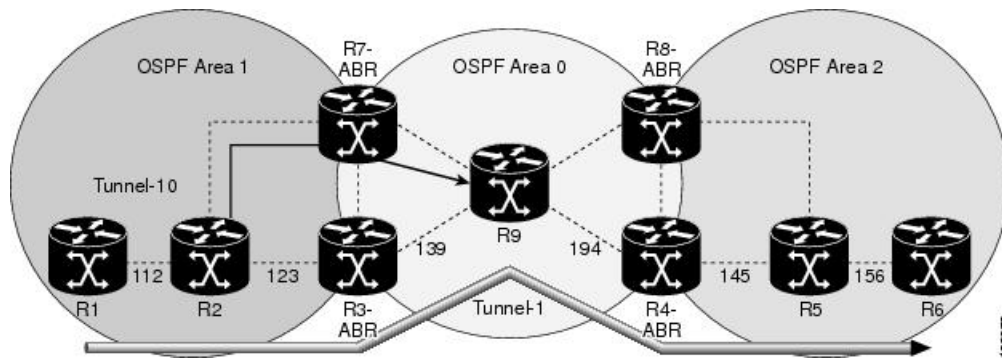 R7-
ABR
R8-
ABR
OSPF Area 1
OSPF Area 0
OSPF Area 2
Tunnel-10
R9
139
194
112
123
145
156
R1
R2
R3-
ABR
Tunnel-1
R4-
ABR
R5
R6